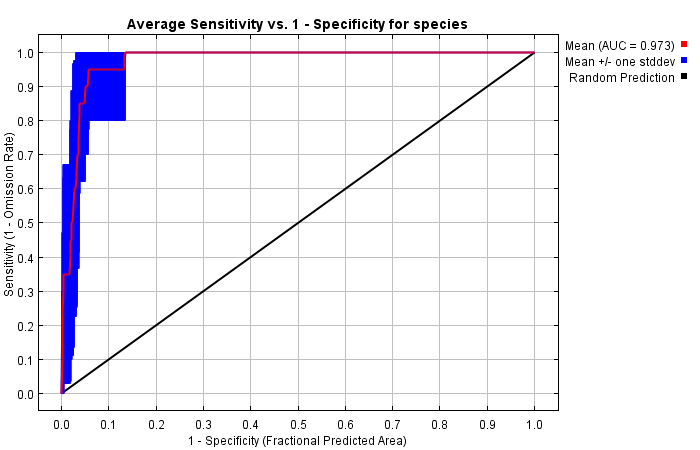 Average Sensitivity vs. 1 - Specificity for species
Mean (AUC = 0.973)
Mean +/- one stddev
Random Prediction
Sensitivity (1 - Omission Rate)
1.0
0.9
0.8
0.7
0.6
0.5
0.4
0.3
0.2
0.1
0.0
0.0 0.1 0.2 0.3 0.4 0.5 0.6 0.7 0.8 0.9 1.0
1 - Specificity (Fractional Predicted Area)